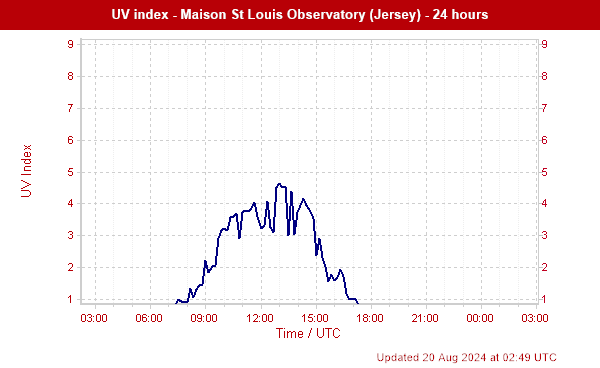 UV index - Maison St Louis Observatory (Jersey) - 24 hours
9 9
8 8
7 7
6 6
5 5
4 4
3 3
2 2
1 1
UV Index
03:00 06:00 09:00 12:00 15:00 18:00 21:00 00:00 03:00
Time / UTC
Updated 20 Aug 2024 at 02:49 UTC